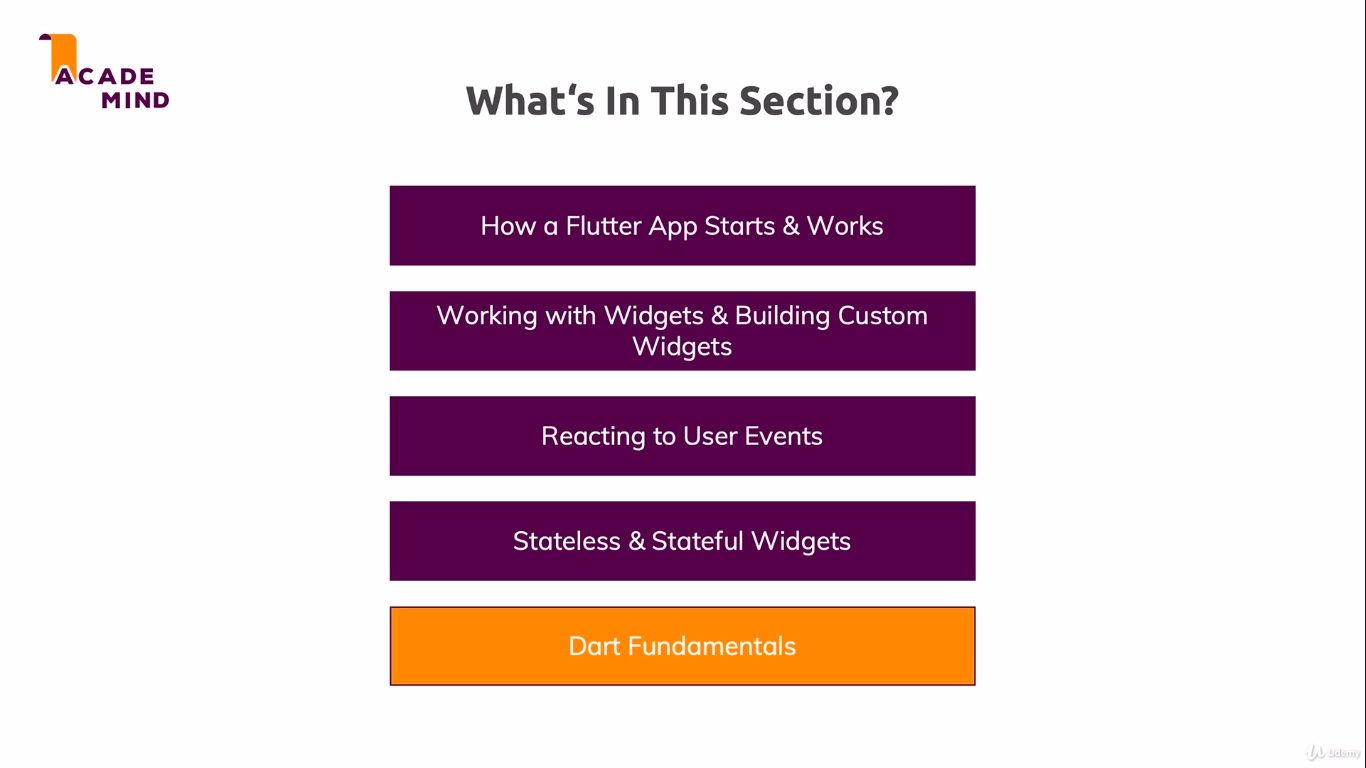 ACADE
MIND
What‘s In This Section?
How a Flutter App Starts & Works
Working with Widgets & Building Custom
Widgets
Reacting to User Events
Stateless & Stateful Widgets
Dart Fundamentals
Udemy